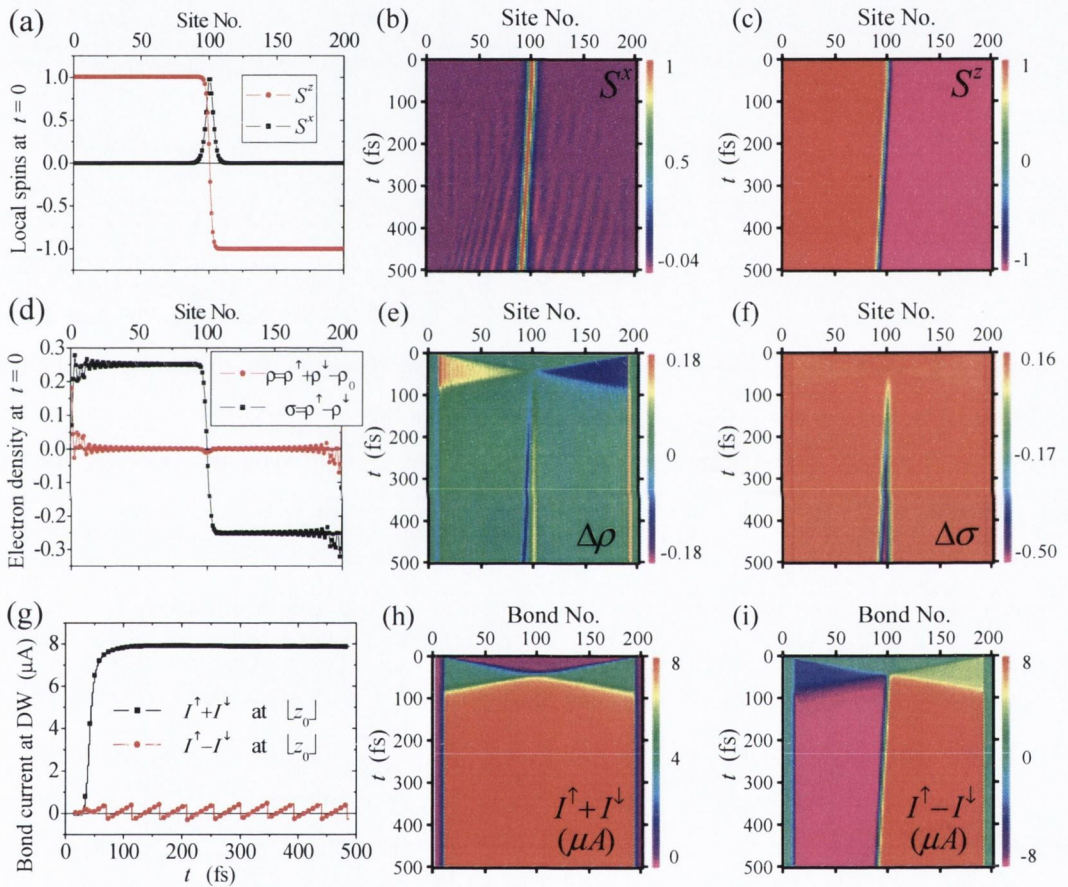 (a) Site No.
0 50 100 150 200
1.0
0.5
0.0
-0.5
-1.0
Local spins at t = 0
S^z
S^x
(b) Site No.
0 50 100 150 200
0
100
200
300
400
500
t (fs)
S^x
1
0.5
-0.04
(c) Site No.
0 50 100 150 200
0
100
200
300
400
500
t (fs)
S^z
1
0
-1
(d) Site No.
0 50 100 150 200
0.3
0.2
0.1
0.0
-0.1
-0.2
-0.3
Electron density at t = 0
ρ=ρ↑+ρ↓−ρ₀
σ=ρ↑−ρ↓
(e) Site No.
0 50 100 150 200
0
100
200
300
400
500
t (fs)
Δρ
0.18
0
-0.18
(f) Site No.
0 50 100 150 200
0
100
200
300
400
500
t (fs)
Δσ
0.16
-0.17
-0.50
(g)
8
6
4
2
0
Bond current at DW (μA)
I↑+I↓ at ⌊z₀⌋
I↑−I↓ at ⌊z₀⌋
0 100 200 300 400 500
t (fs)
(h) Bond No.
0 50 100 150 200
0
100
200
300
400
500
t (fs)
I↑+I↓
(μA)
8
4
0
(i) Bond No.
0 50 100 150 200
0
100
200
300
400
500
t (fs)
I↑−I↓
(μA)
8
0
-8